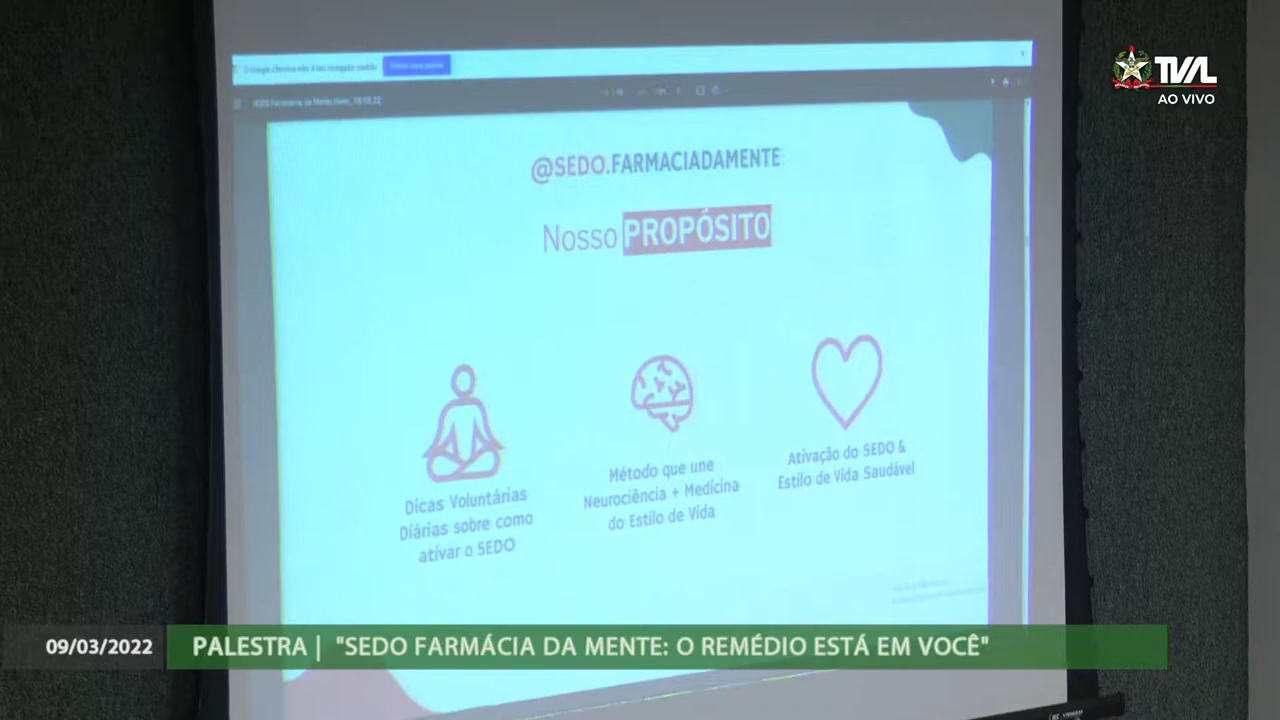 TVAL
AO VIVO
@SEDO.FARMACIADAMENTE
Nosso PROPÓSITO
Dicas Voluntárias
Diárias sobre como
ativar o SEDO
Método que une
Neurociência + Medicina
do Estilo de Vida
Ativação do SEDO &
Estilo de Vida Saudável
09/03/2022
PALESTRA | "SEDO FARMÁCIA DA MENTE: O REMÉDIO ESTÁ EM VOCÊ"